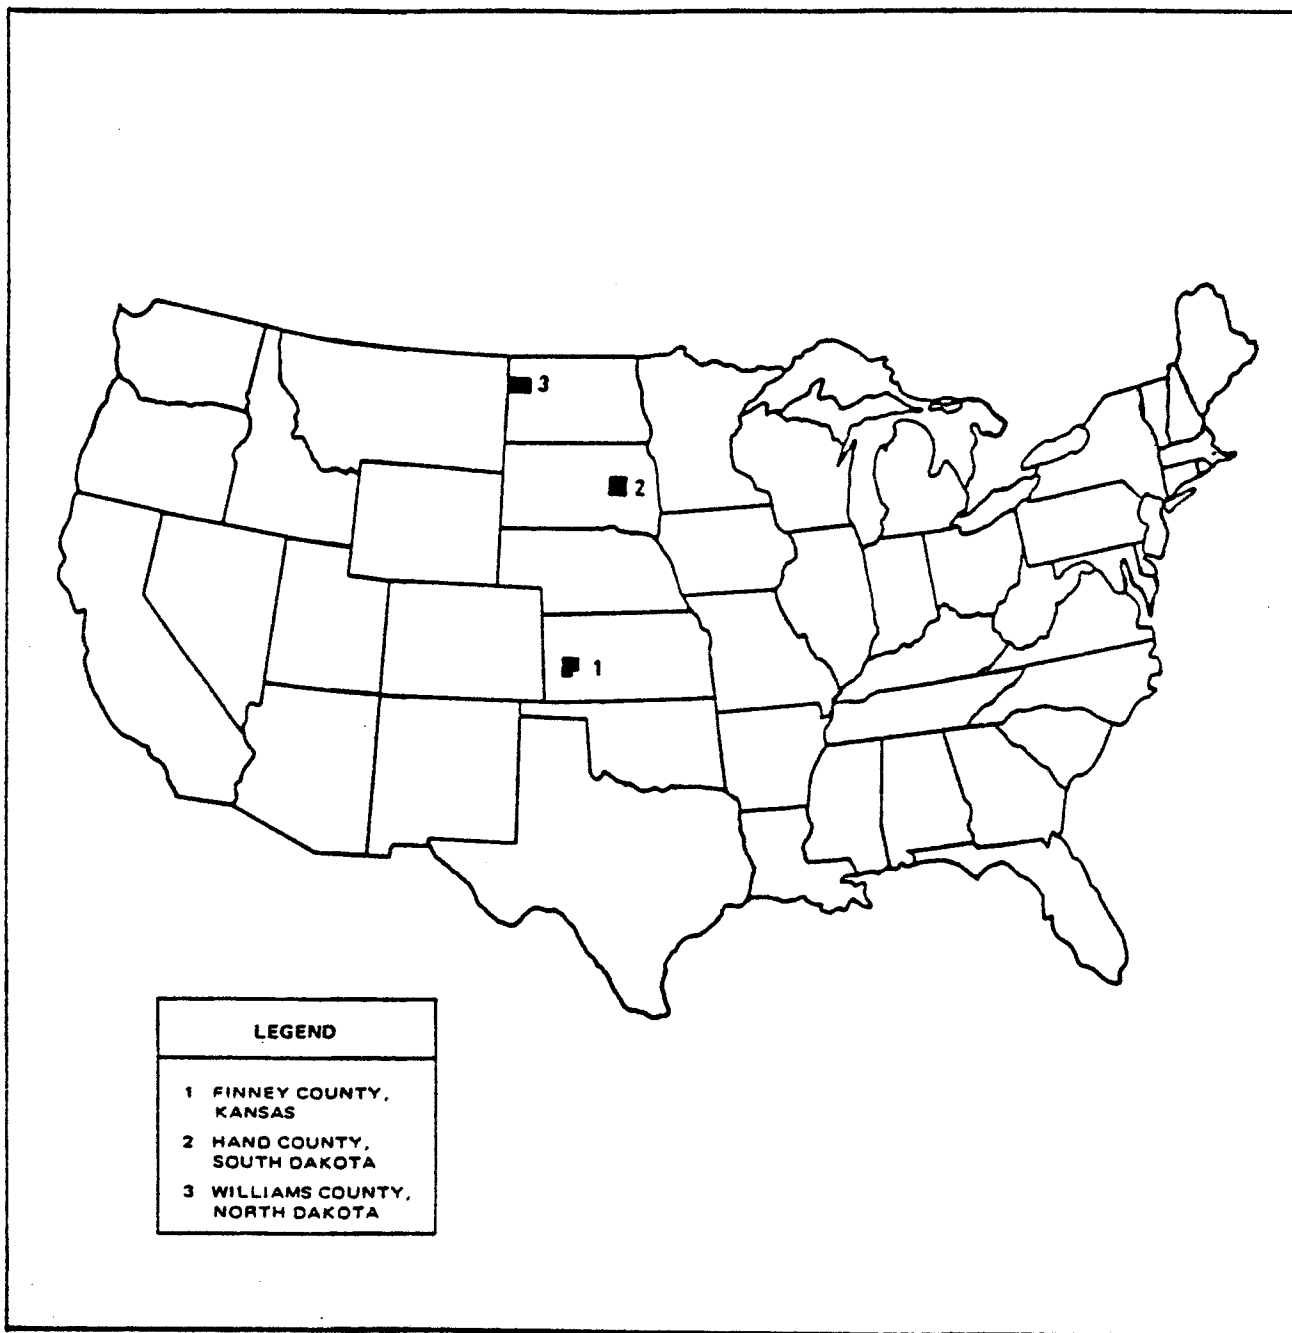 3
2
1
LEGEND
1 FINNEY COUNTY,
KANSAS
2 HAND COUNTY,
SOUTH DAKOTA
3 WILLIAMS COUNTY,
NORTH DAKOTA